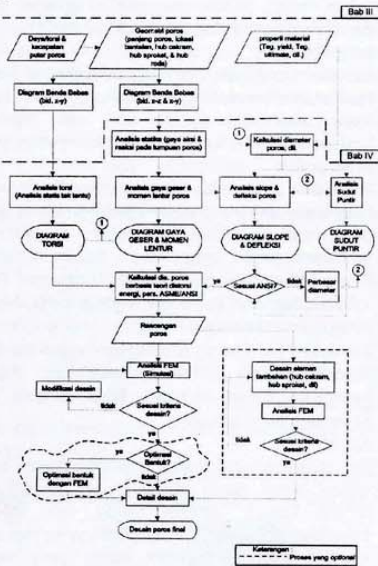 Bab III
Daya/torsi &
kecepatan
putar poros
Geometri poros
(panjang poros, lokasi
bantalan, hub cakram,
hub sproket, & hub
roda)
properti material
(Teg. yield, Teg.
ultimate, dll.)
Diagram Benda Bebas
(bid. z-y)
Diagram Benda Bebas
(bid. x-z & x-y)
Analisis statika (gaya aksi &
reaksi pada tumpuan poros)
1
Kalkulasi diameter
poros, dll
Bab IV
Analisis torsi
(Analisis statis tak tentu)
Analisis gaya geser &
momen lentur poros
Analisis slope &
defleksi poros
2
Analisis
Sudut
Puntir
DIAGRAM
TORSI
1
DIAGRAM GAYA
GESER & MOMEN
LENTUR
DIAGRAM SLOPE
& DEFLEKSI
DIAGRAM
SUDUT
PUNTIR
Kalkulasi dia. poros
berbasis teori distorsi
energi, pers. ASME/ANSI
ya
Sesuai ANSI?
tidak
Perbesar
diameter
2
Rancangan
poros
Analisis FEM
(Simulasi)
Modifikasi desain
tidak
Sesuai kriteria
desain?
ya
Desain elemen
tambahan (hub cakram,
hub sproket, dll)
Analisis FEM
tidak
Sesuai kriteria
desain?
ya
ya
Optimasi
Bentuk?
tidak
Optimasi bentuk
dengan FEM
Detail desain
Desain poros final
Keterangan :
Proses yang optional